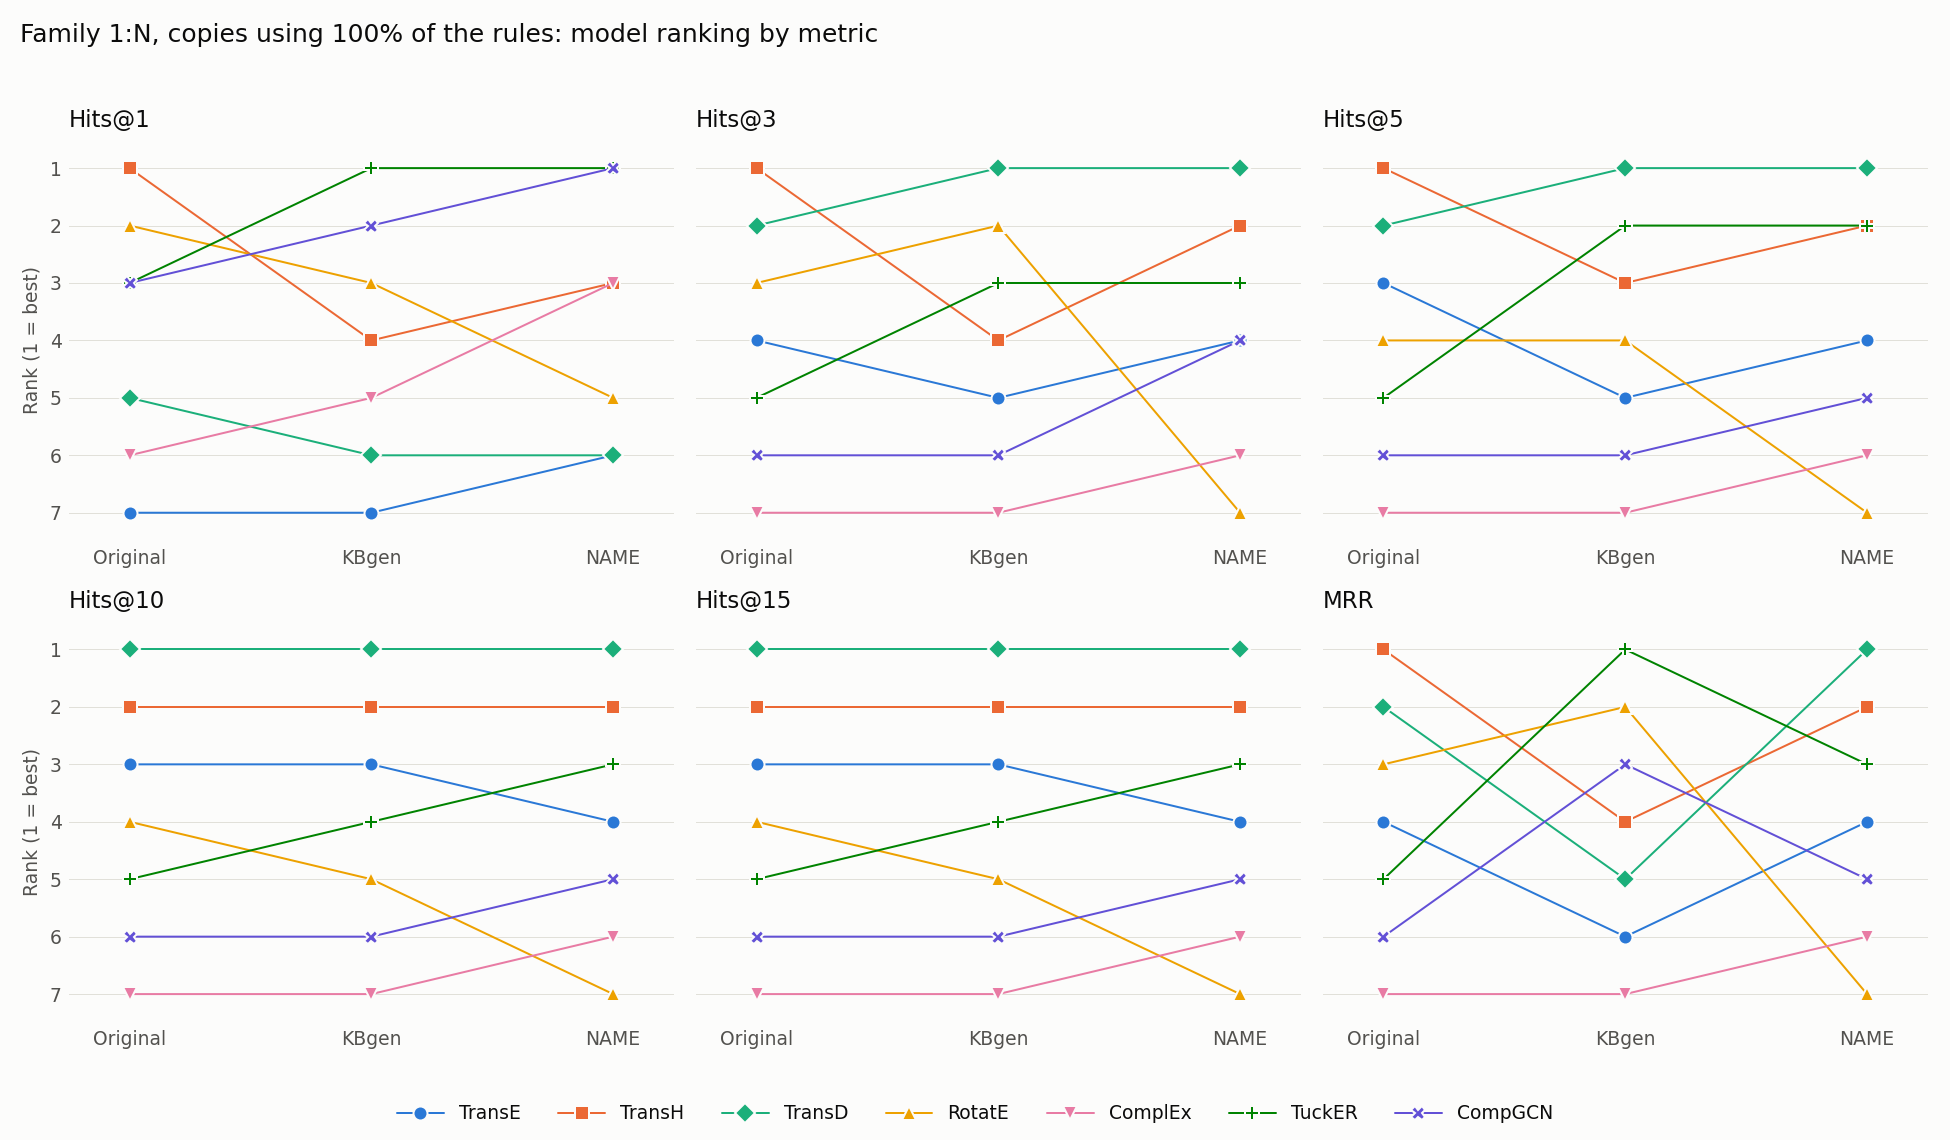 Family 1:N, copies using 100% of the rules: model ranking by metric
Hits@1
Hits@3
Hits@5
Rank (1 = best)
1
2
3
4
5
6
7
Original
KBgen
NAME
Original
KBgen
NAME
Original
KBgen
NAME
Hits@10
Hits@15
MRR
Rank (1 = best)
1
2
3
4
5
6
7
Original
KBgen
NAME
Original
KBgen
NAME
Original
KBgen
NAME
TransE
TransH
TransD
RotatE
ComplEx
TuckER
CompGCN